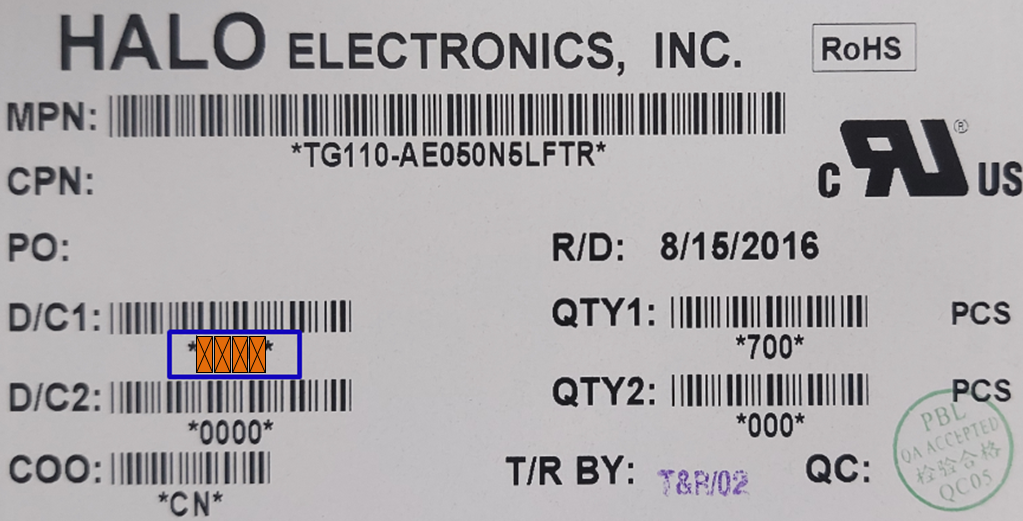 HALO ELECTRONICS, INC. RoHS
MPN:
*TG110-AE050N5LFTR*
CPN:
C RU ® US
PO: R/D: 8/15/2016
D/C1: QTY1: PCS
*700*
D/C2: QTY2: PCS
*0000* *000*
COO: T/R BY: T&R/02 QC:
*CN*
PBL
QA ACCEPTED
检验合格
QC05